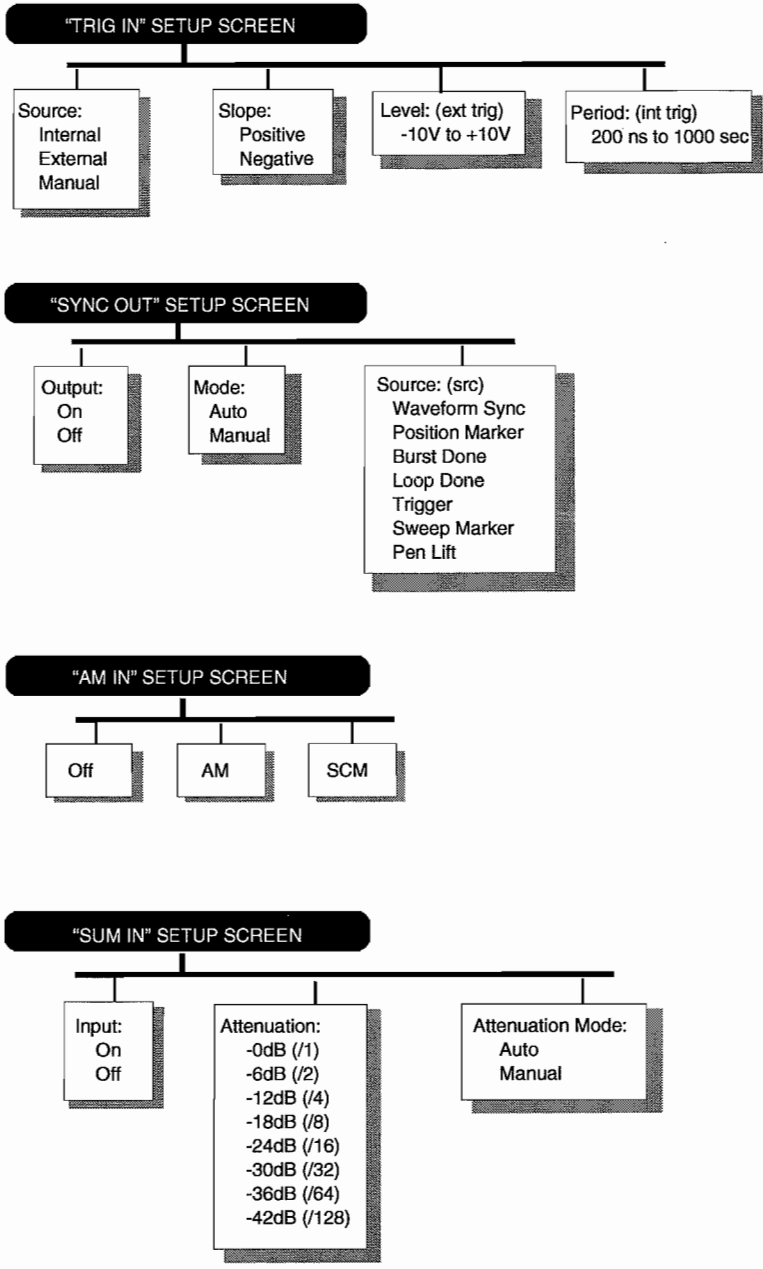 “TRIG IN” SETUP SCREEN
Source:
Internal
External
Manual
Slope:
Positive
Negative
Level: (ext trig)
-10V to +10V
Period: (int trig)
200 ns to 1000 sec
“SYNC OUT” SETUP SCREEN
Output:
On
Off
Mode:
Auto
Manual
Source: (src)
Waveform Sync
Position Marker
Burst Done
Loop Done
Trigger
Sweep Marker
Pen Lift
“AM IN” SETUP SCREEN
Off
AM
SCM
“SUM IN” SETUP SCREEN
Input:
On
Off
Attenuation:
-0dB (/1)
-6dB (/2)
-12dB (/4)
-18dB (/8)
-24dB (/16)
-30dB (/32)
-36dB (/64)
-42dB (/128)
Attenuation Mode:
Auto
Manual